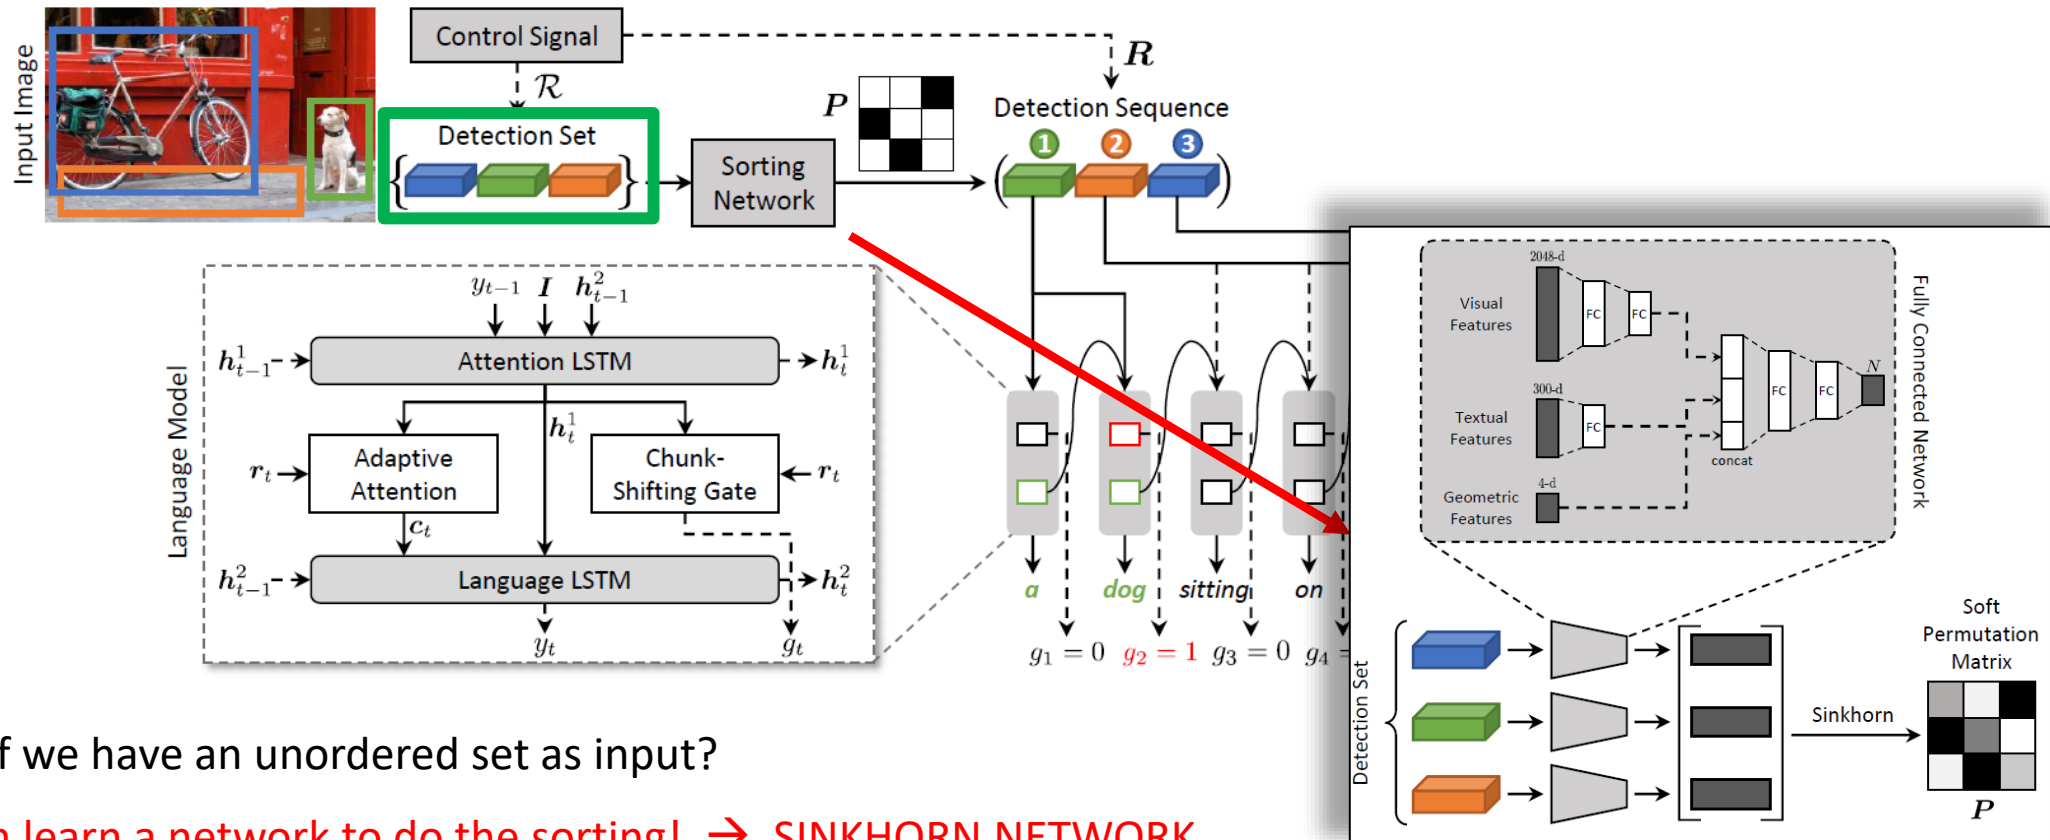 Input Image
Control Signal
R
R
Detection Set
{ }
Sorting
Network
P
Detection Sequence
1 2 3
( )
Language Model
y_{t-1} I h^2_{t-1}
h^1_{t-1}
Attention LSTM
h^1_t
h^1_t
r_t
Adaptive
Attention
Chunk-
Shifting Gate
r_t
c_t
h^2_{t-1}
Language LSTM
h^2_t
y_t
g_t
a dog sitting on
g_1 = 0 g_2 = 1 g_3 = 0 g_4 =
2048-d
Visual
Features
FC
FC
300-d
Textual
Features
FC
4-d
Geometric
Features
concat
FC
FC
N
Fully Connected Network
Detection Set
Sinkhorn
Soft
Permutation
Matrix
P
f we have an unordered set as input?
learn a network to do the sorting! → SINKHORN NETWORK